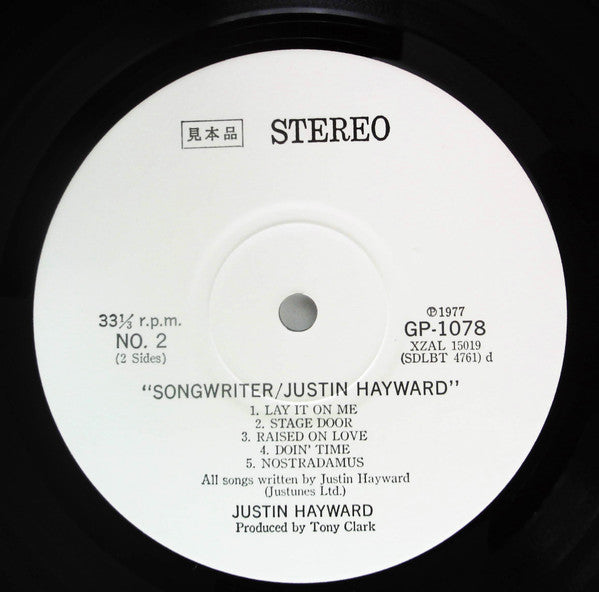 見本品 STEREO
33⅓ r.p.m.
NO. 2
(2 Sides)
℗1977
GP-1078
XZAL 15019
(SDLBT 4761) d
"SONGWRITER/JUSTIN HAYWARD"
1. LAY IT ON ME
2. STAGE DOOR
3. RAISED ON LOVE
4. DOIN' TIME
5. NOSTRADAMUS
All songs written by Justin Hayward
(Justunes Ltd.)
JUSTIN HAYWARD
Produced by Tony Clark